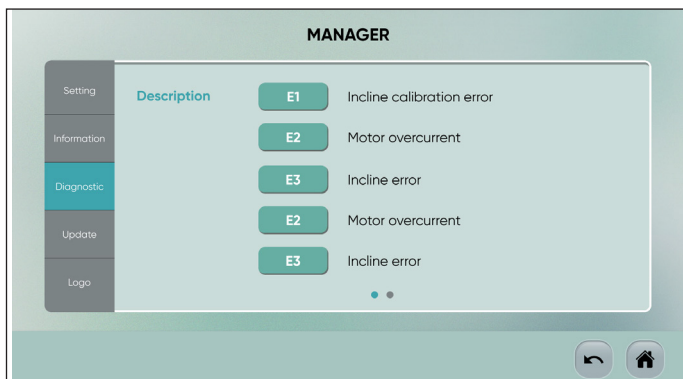 MANAGER
Setting
Information
Diagnostic
Update
Logo
Description
E1 Incline calibration error
E2 Motor overcurrent
E3 Incline error
E2 Motor overcurrent
E3 Incline error